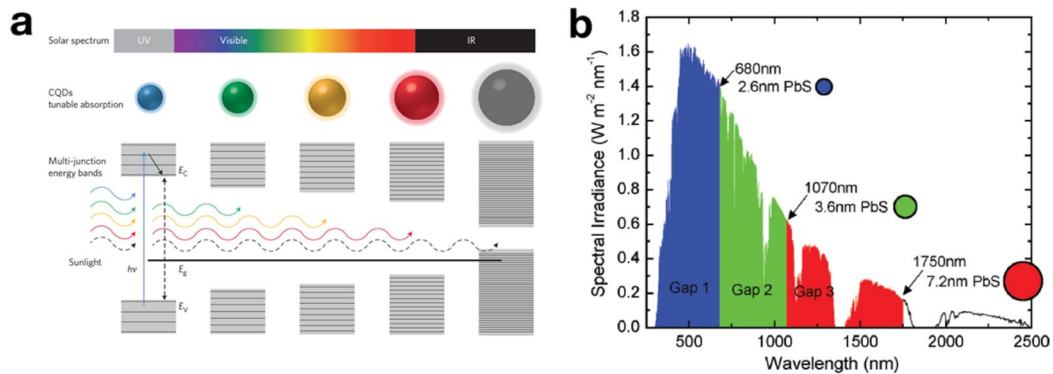 a
Solar spectrum
UV
Visible
IR
CQDs
tunable absorption
Multi-junction
energy bands
E_C
Sunlight
hν
E_g
E_V
b
Spectral Irradiance (W m⁻² nm⁻¹)
1.8
1.6
1.4
1.2
1.0
0.8
0.6
0.4
0.2
0.0
680nm
2.6nm PbS
1070nm
3.6nm PbS
1750nm
7.2nm PbS
Gap 1
Gap 2
Gap 3
500
1000
1500
2000
2500
Wavelength (nm)